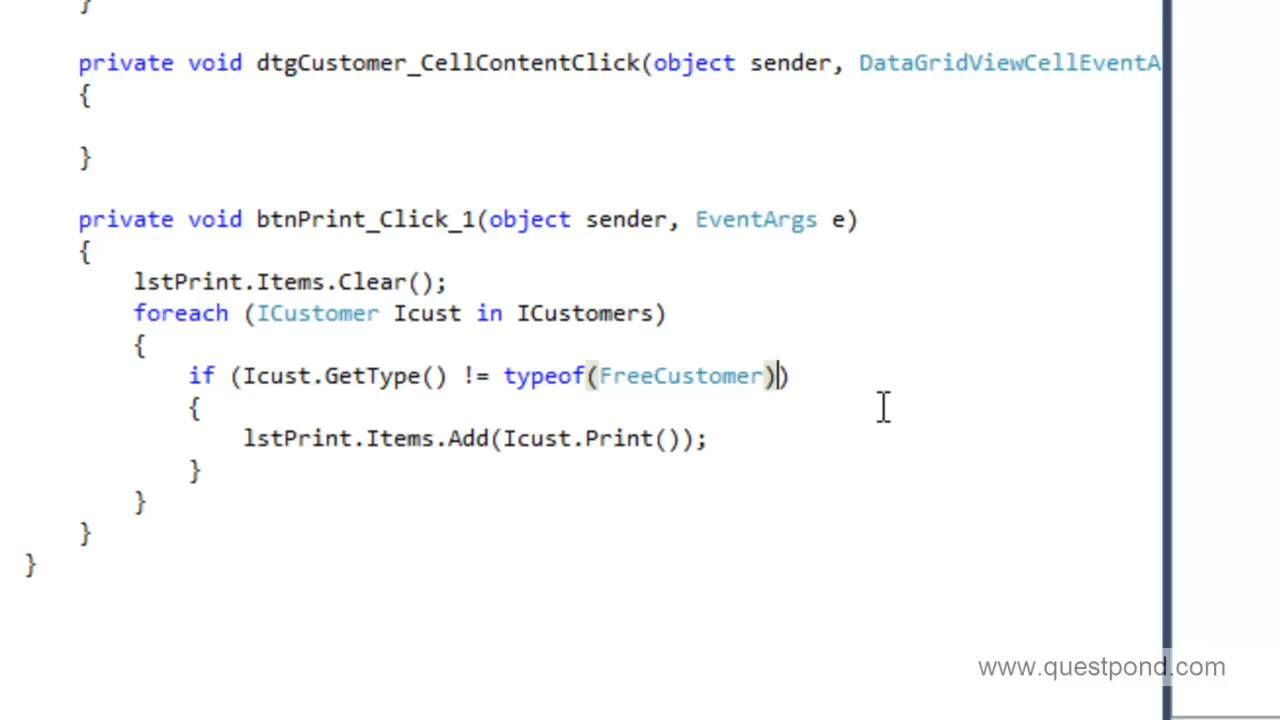 }
private void dtgCustomer_CellContentClick(object sender, DataGridViewCellEventA
{
}
private void btnPrint_Click_1(object sender, EventArgs e)
{
lstPrint.Items.Clear();
foreach (ICustomer Icust in ICustomers)
{
if (Icust.GetType() != typeof(FreeCustomer))
{
lstPrint.Items.Add(Icust.Print());
}
}
}
}
www.questpond.com